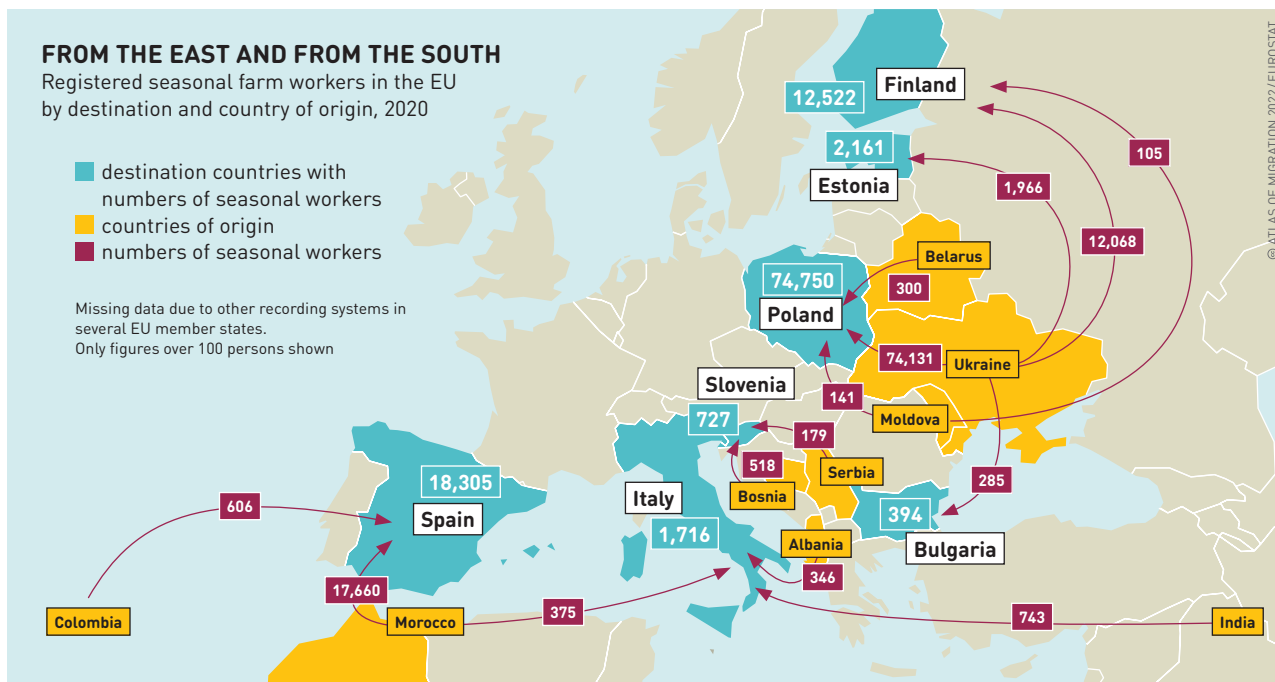 FROM THE EAST AND FROM THE SOUTH
Registered seasonal farm workers in the EU
by destination and country of origin, 2020
destination countries with
numbers of seasonal workers
countries of origin
numbers of seasonal workers
Missing data due to other recording systems in
several EU member states.
Only figures over 100 persons shown
© ATLAS OF MIGRATION 2022 / EUROSTAT
Finland
12,522
105
2,161
Estonia
1,966
12,068
Belarus
74,750
300
Poland
74,131
Ukraine
Slovenia
141
Moldova
727
179
518
Serbia
285
18,305
Italy
Bosnia
606
Spain
394
1,716
Albania
Bulgaria
346
17,660
375
743
Colombia
Morocco
India